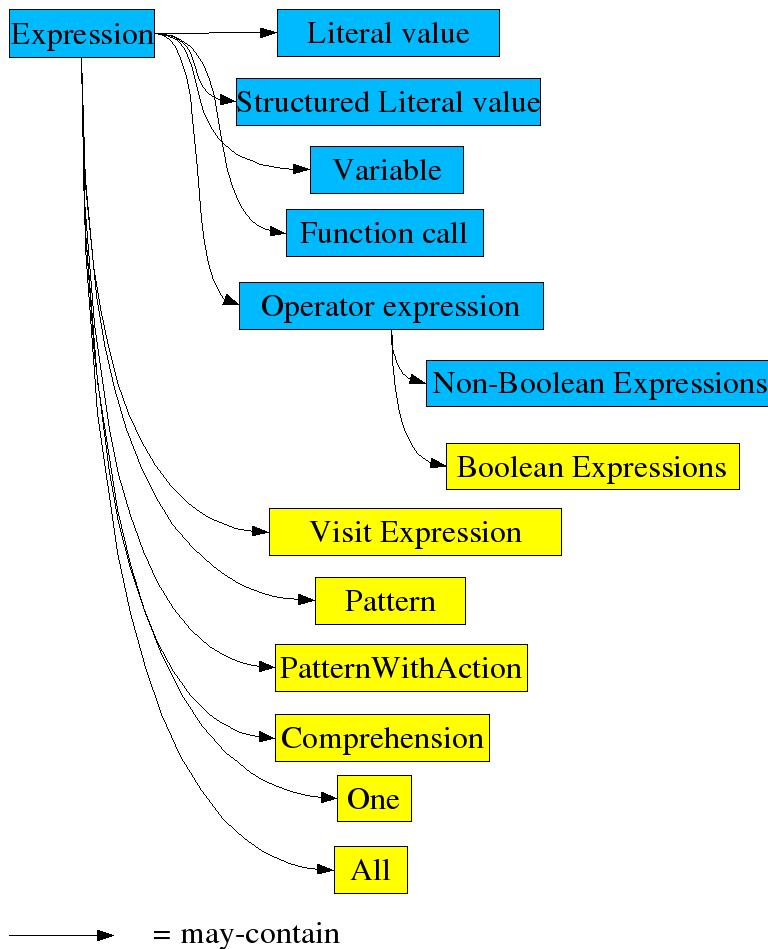 Expression
Literal value
Structured Literal value
Variable
Function call
Operator expression
Non-Boolean Expressions
Boolean Expressions
Visit Expression
Pattern
PatternWithAction
Comprehension
One
All
= may-contain